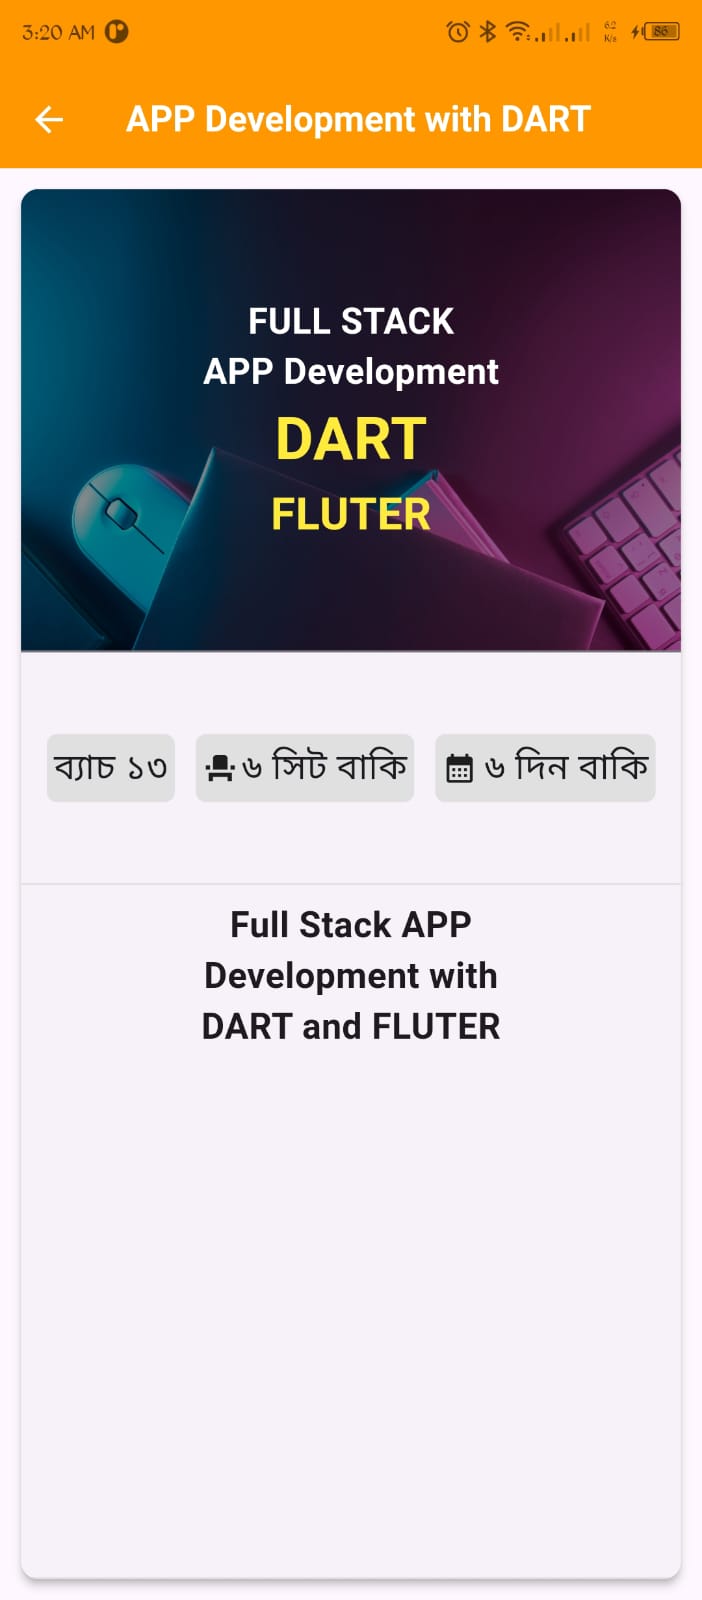 3:20 AM
6.2
K/s
86
APP Development with DART
FULL STACK
APP Development
DART
FLUTER
ব্যাচ ১৩
৬ সিট বাকি
৬ দিন বাকি
Full Stack APP
Development with
DART and FLUTER